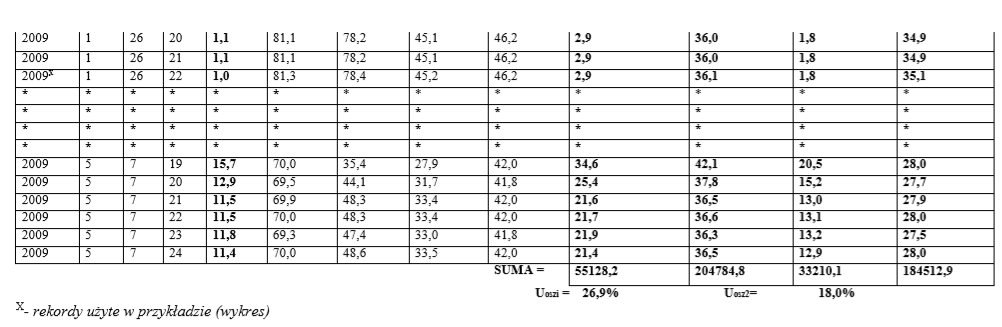 2009 1 26 20 1,1 81,1 78,2 45,1 46,2 2,9 36,0 1,8 34,9
2009 1 26 21 1,1 81,1 78,2 45,1 46,2 2,9 36,0 1,8 34,9
2009x 1 26 22 1,0 81,3 78,4 45,2 46,2 2,9 36,1 1,8 35,1
* * * * * * * * * * * * *
* * * * * * * * * * * * *
* * * * * * * * * * * * *
* * * * * * * * * * * * *
2009 5 7 19 15,7 70,0 35,4 27,9 42,0 34,6 42,1 20,5 28,0
2009 5 7 20 12,9 69,5 44,1 31,7 41,8 25,4 37,8 15,2 27,7
2009 5 7 21 11,5 69,9 48,3 33,4 42,0 21,6 36,5 13,0 27,9
2009 5 7 22 11,5 70,0 48,3 33,4 42,0 21,7 36,6 13,1 28,0
2009 5 7 23 11,8 69,3 47,4 33,0 41,8 21,9 36,3 13,2 27,5
2009 5 7 24 11,4 70,0 48,6 33,5 42,0 21,4 36,5 12,9 28,0
SUMA = 55128,2 204784,8 33210,1 184512,9
Uosz1 = 26,9% Uosz2= 18,0%
X- rekordy użyte w przykładzie (wykres)